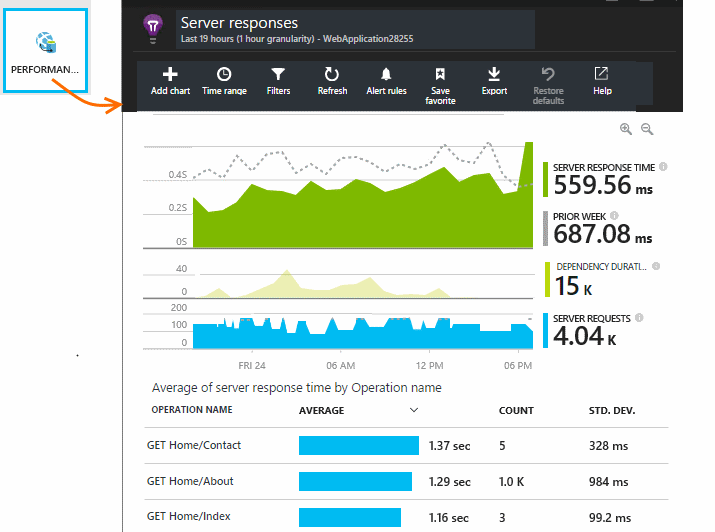 PERFORMAN...
Server responses
Last 19 hours (1 hour granularity) - WebApplication28255
Add chart
Time range
Filters
Refresh
Alert rules
Save
favorite
Export
Restore
defaults
Help
0.4S
0.2S
0S
SERVER RESPONSE TIME
559.56 ms
PRIOR WEEK
687.08 ms
40
0
DEPENDENCY DURATI...
15 K
200
100
0
SERVER REQUESTS
4.04 K
FRI 24 06 AM 12 PM 06 PM
Average of server response time by Operation name
OPERATION NAME AVERAGE COUNT STD. DEV.
GET Home/Contact 1.37 sec 5 328 ms
GET Home/About 1.29 sec 1.0 K 984 ms
GET Home/Index 1.16 sec 3 99.2 ms